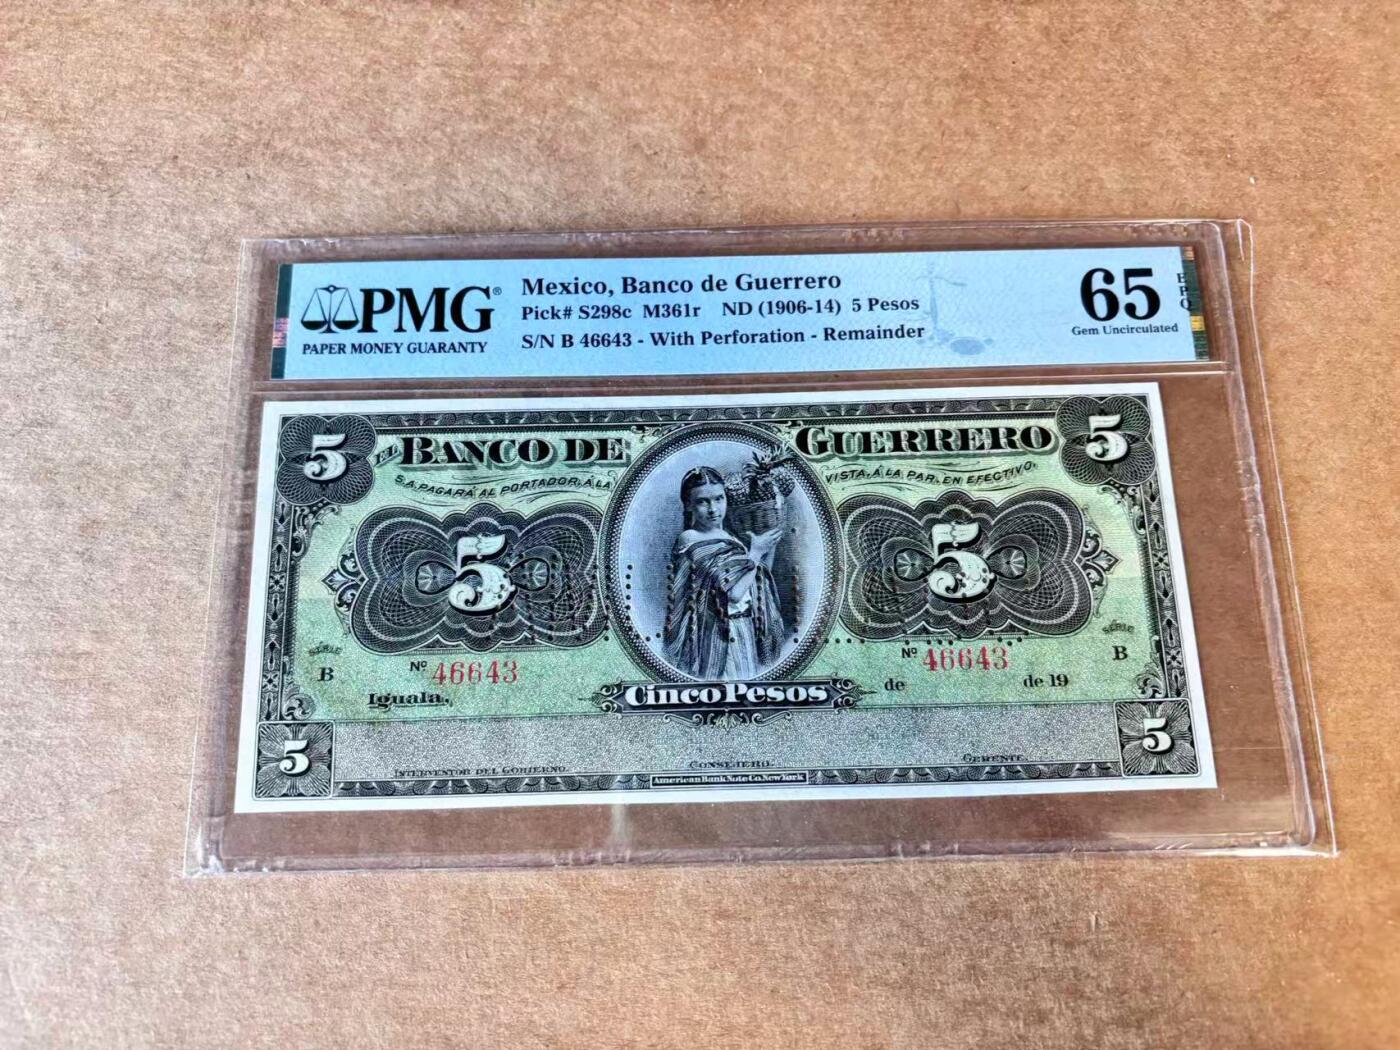 PMG®
PAPER MONEY GUARANTY
Mexico, Banco de Guerrero
Pick# S298c M361r ND (1906-14) 5 Pesos
S/N B 46643 - With Perforation - Remainder
65
Gem Uncirculated
EPQ
5
EL BANCO DE GUERRERO
5
S.A. PAGARÁ AL PORTADOR, Á LA VISTA, Á LA PAR, EN EFECTIVO.
5
5
SÉRIE
B
Nº 46643
Nº 46643
SÉRIE
B
Iguala,
CINCO PESOS
de
de 19
5
5
INTERVENTOR DEL GOBIERNO
CONSEJERO.
GERENTE.
American Bank Note Co. New York